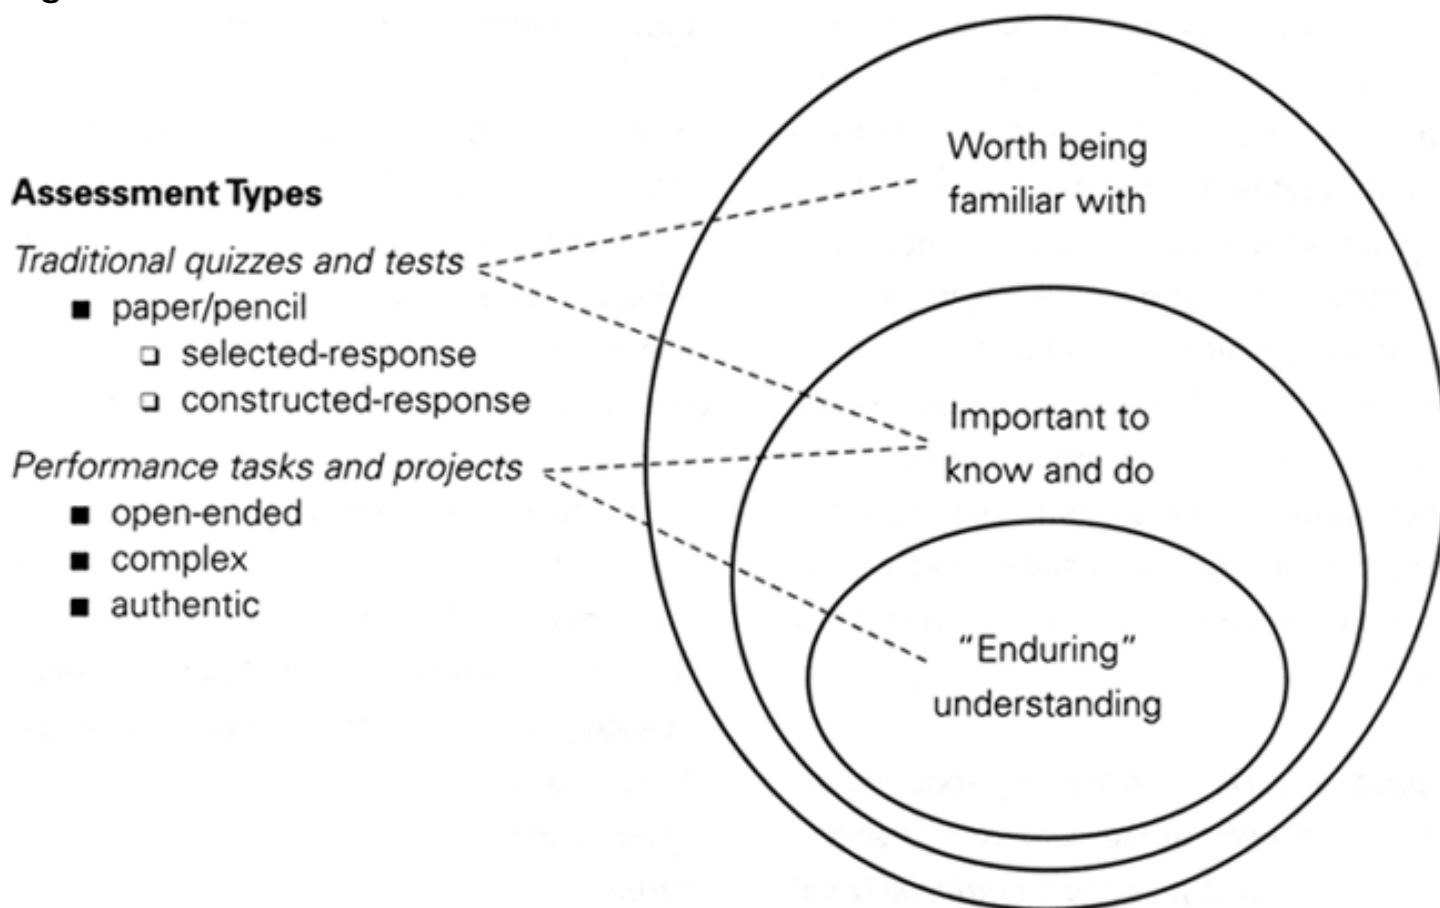 Assessment Types
Traditional quizzes and tests
■ paper/pencil
❏ selected-response
❏ constructed-response
Performance tasks and projects
■ open-ended
■ complex
■ authentic
Worth being
familiar with
Important to
know and do
“Enduring”
understanding